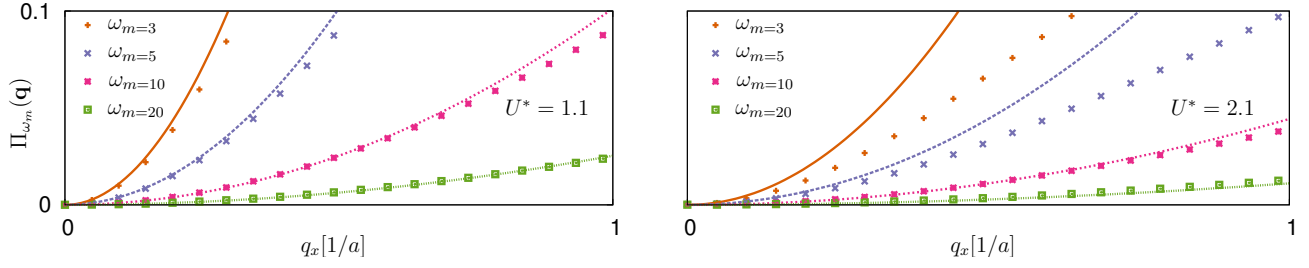 0.1
Π_{ω_m}(𝐪)
0
ω_{m=3}
ω_{m=5}
ω_{m=10}
ω_{m=20}
U* = 1.1
0
1
q_x[1/a]
ω_{m=3}
ω_{m=5}
ω_{m=10}
ω_{m=20}
U* = 2.1
0
1
q_x[1/a]